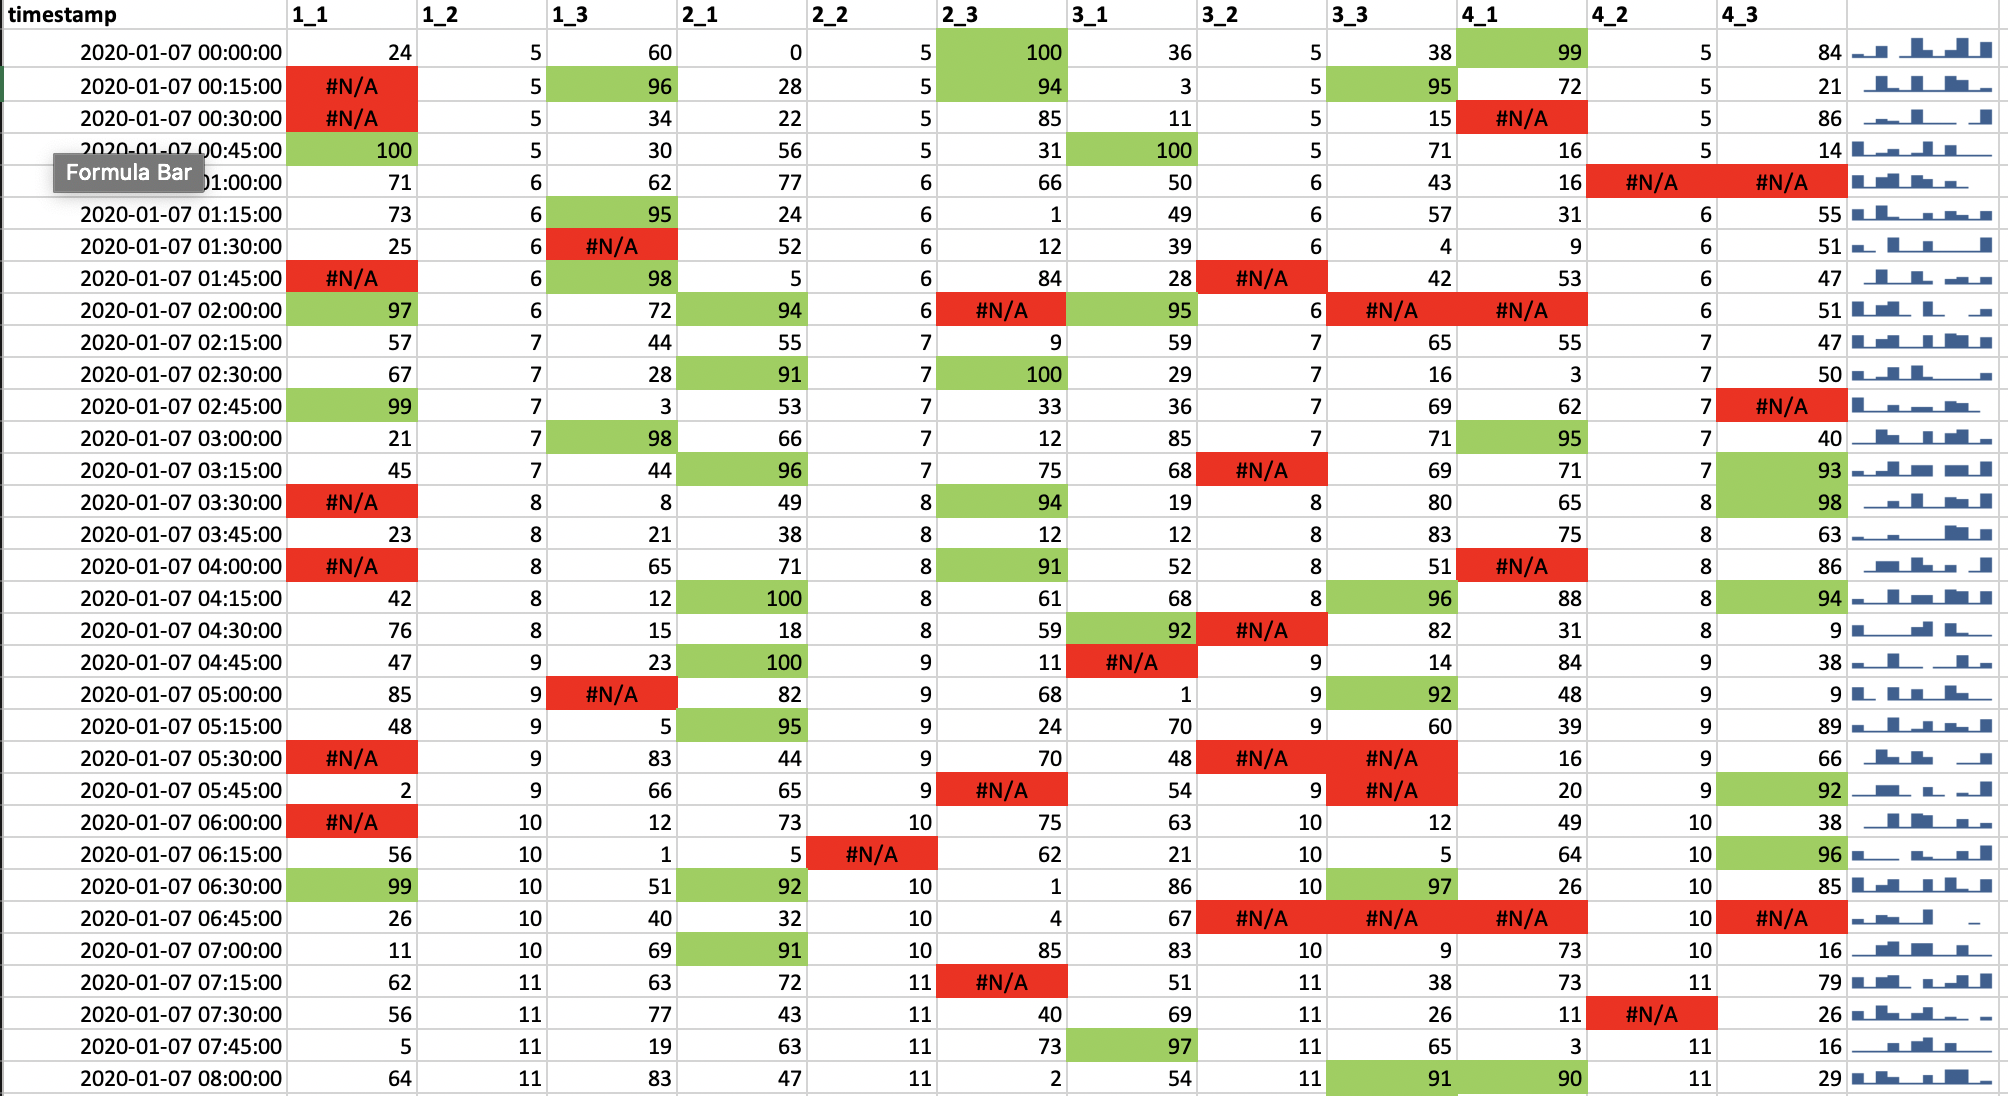 timestamp 1_1 1_2 1_3 2_1 2_2 2_3 3_1 3_2 3_3 4_1 4_2 4_3
2020-01-07 00:00:00 24 5 60 0 5 100 36 5 38 99 5 84
2020-01-07 00:15:00 #N/A 5 96 28 5 94 3 5 95 72 5 21
2020-01-07 00:30:00 #N/A 5 34 22 5 85 11 5 15 #N/A 5 86
2020-01-07 00:45:00 100 5 30 56 5 31 100 5 71 16 5 14
Formula Bar
01:00:00 71 6 62 77 6 66 50 6 43 16 #N/A #N/A
2020-01-07 01:15:00 73 6 95 24 6 1 49 6 57 31 6 55
2020-01-07 01:30:00 25 6 #N/A 52 6 12 39 6 4 9 6 51
2020-01-07 01:45:00 #N/A 6 98 5 6 84 28 #N/A 42 53 6 47
2020-01-07 02:00:00 97 6 72 94 6 #N/A 95 6 #N/A #N/A 6 51
2020-01-07 02:15:00 57 7 44 55 7 9 59 7 65 55 7 47
2020-01-07 02:30:00 67 7 28 91 7 100 29 7 16 3 7 50
2020-01-07 02:45:00 99 7 3 53 7 33 36 7 69 62 7 #N/A
2020-01-07 03:00:00 21 7 98 66 7 12 85 7 71 95 7 40
2020-01-07 03:15:00 45 7 44 96 7 75 68 #N/A 69 71 7 93
2020-01-07 03:30:00 #N/A 8 8 49 8 94 19 8 80 65 8 98
2020-01-07 03:45:00 23 8 21 38 8 12 12 8 83 75 8 63
2020-01-07 04:00:00 #N/A 8 65 71 8 91 52 8 51 #N/A 8 86
2020-01-07 04:15:00 42 8 12 100 8 61 68 8 96 88 8 94
2020-01-07 04:30:00 76 8 15 18 8 59 92 #N/A 82 31 8 9
2020-01-07 04:45:00 47 9 23 100 9 11 #N/A 9 14 84 9 38
2020-01-07 05:00:00 85 9 #N/A 82 9 68 1 9 92 48 9 9
2020-01-07 05:15:00 48 9 5 95 9 24 70 9 60 39 9 89
2020-01-07 05:30:00 #N/A 9 83 44 9 70 48 #N/A #N/A 16 9 66
2020-01-07 05:45:00 2 9 66 65 9 #N/A 54 9 #N/A 20 9 92
2020-01-07 06:00:00 #N/A 10 12 73 10 75 63 10 12 49 10 38
2020-01-07 06:15:00 56 10 1 5 #N/A 62 21 10 5 64 10 96
2020-01-07 06:30:00 99 10 51 92 10 1 86 10 97 26 10 85
2020-01-07 06:45:00 26 10 40 32 10 4 67 #N/A #N/A #N/A 10 #N/A
2020-01-07 07:00:00 11 10 69 91 10 85 83 10 9 73 10 16
2020-01-07 07:15:00 62 11 63 72 11 #N/A 51 11 38 73 11 79
2020-01-07 07:30:00 56 11 77 43 11 40 69 11 26 11 #N/A 26
2020-01-07 07:45:00 5 11 19 63 11 73 97 11 65 3 11 16
2020-01-07 08:00:00 64 11 83 47 11 2 54 11 91 90 11 29